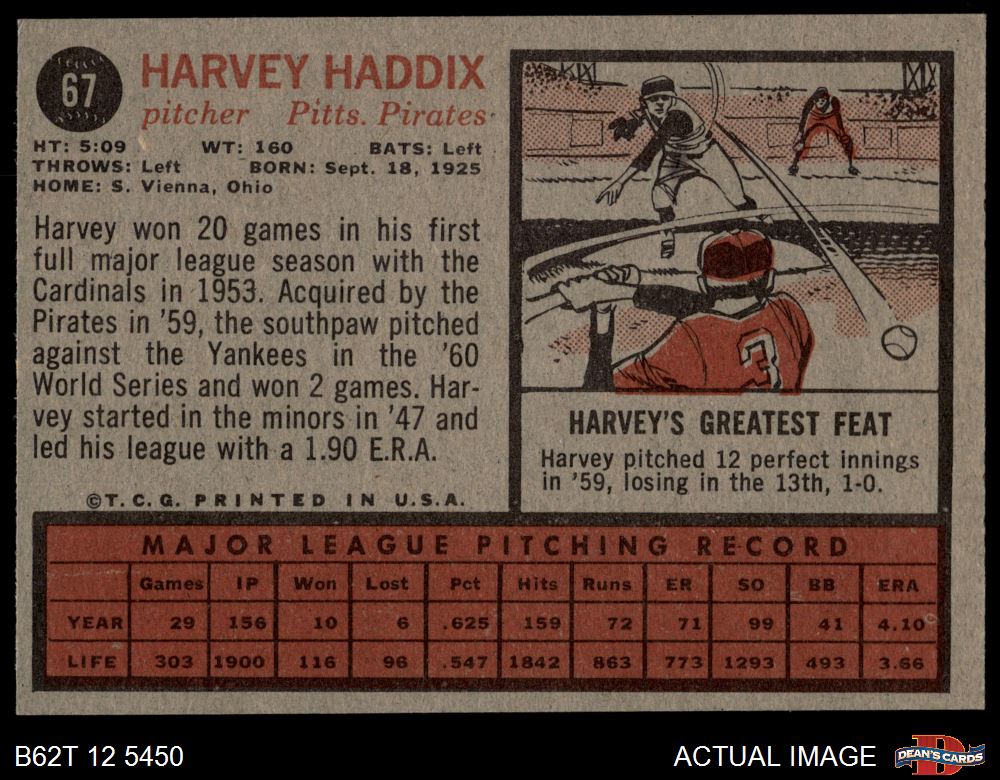 67
HARVEY HADDIX
pitcher Pitts. Pirates
HT: 5:09 WT: 160 BATS: Left
THROWS: Left BORN: Sept. 18, 1925
HOME: S. Vienna, Ohio
Harvey won 20 games in his first
full major league season with the
Cardinals in 1953. Acquired by the
Pirates in '59, the southpaw pitched
against the Yankees in the '60
World Series and won 2 games. Har-
vey started in the minors in '47 and
led his league with a 1.90 E.R.A.
©T.C.G. PRINTED IN U.S.A.
3
HARVEY'S GREATEST FEAT
Harvey pitched 12 perfect innings
in '59, losing in the 13th, 1-0.
MAJOR LEAGUE PITCHING RECORD
Games IP Won Lost Pct Hits Runs ER SO BB ERA
YEAR 29 156 10 6 .625 159 72 71 99 41 4.10
LIFE 303 1900 116 96 .547 1842 863 773 1293 493 3.66
B62T 12 5450
ACTUAL IMAGE
DEAN'S CARDS